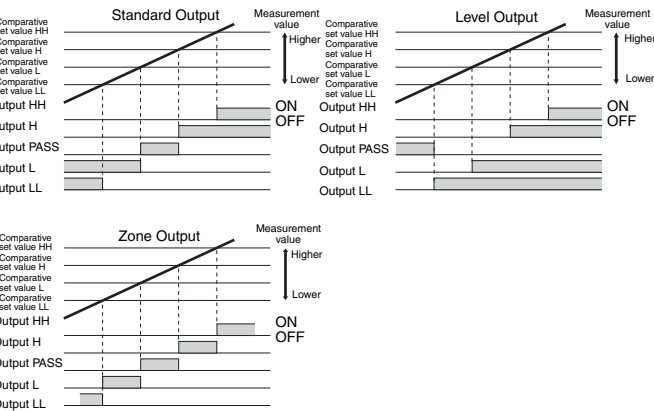 Standard Output
Measurement
value
Higher
Lower
Comparative
set value HH
Comparative
set value H
Comparative
set value L
Comparative
set value LL
Output HH
Output H
Output PASS
Output L
Output LL
ON
OFF
Level Output
Measurement
value
Higher
Lower
Comparative
set value HH
Comparative
set value H
Comparative
set value L
Comparative
set value LL
Output HH
Output H
Output PASS
Output L
Output LL
ON
OFF
Zone Output
Measurement
value
Higher
Lower
Comparative
set value HH
Comparative
set value H
Comparative
set value L
Comparative
set value LL
Output HH
Output H
Output PASS
Output L
Output LL
ON
OFF